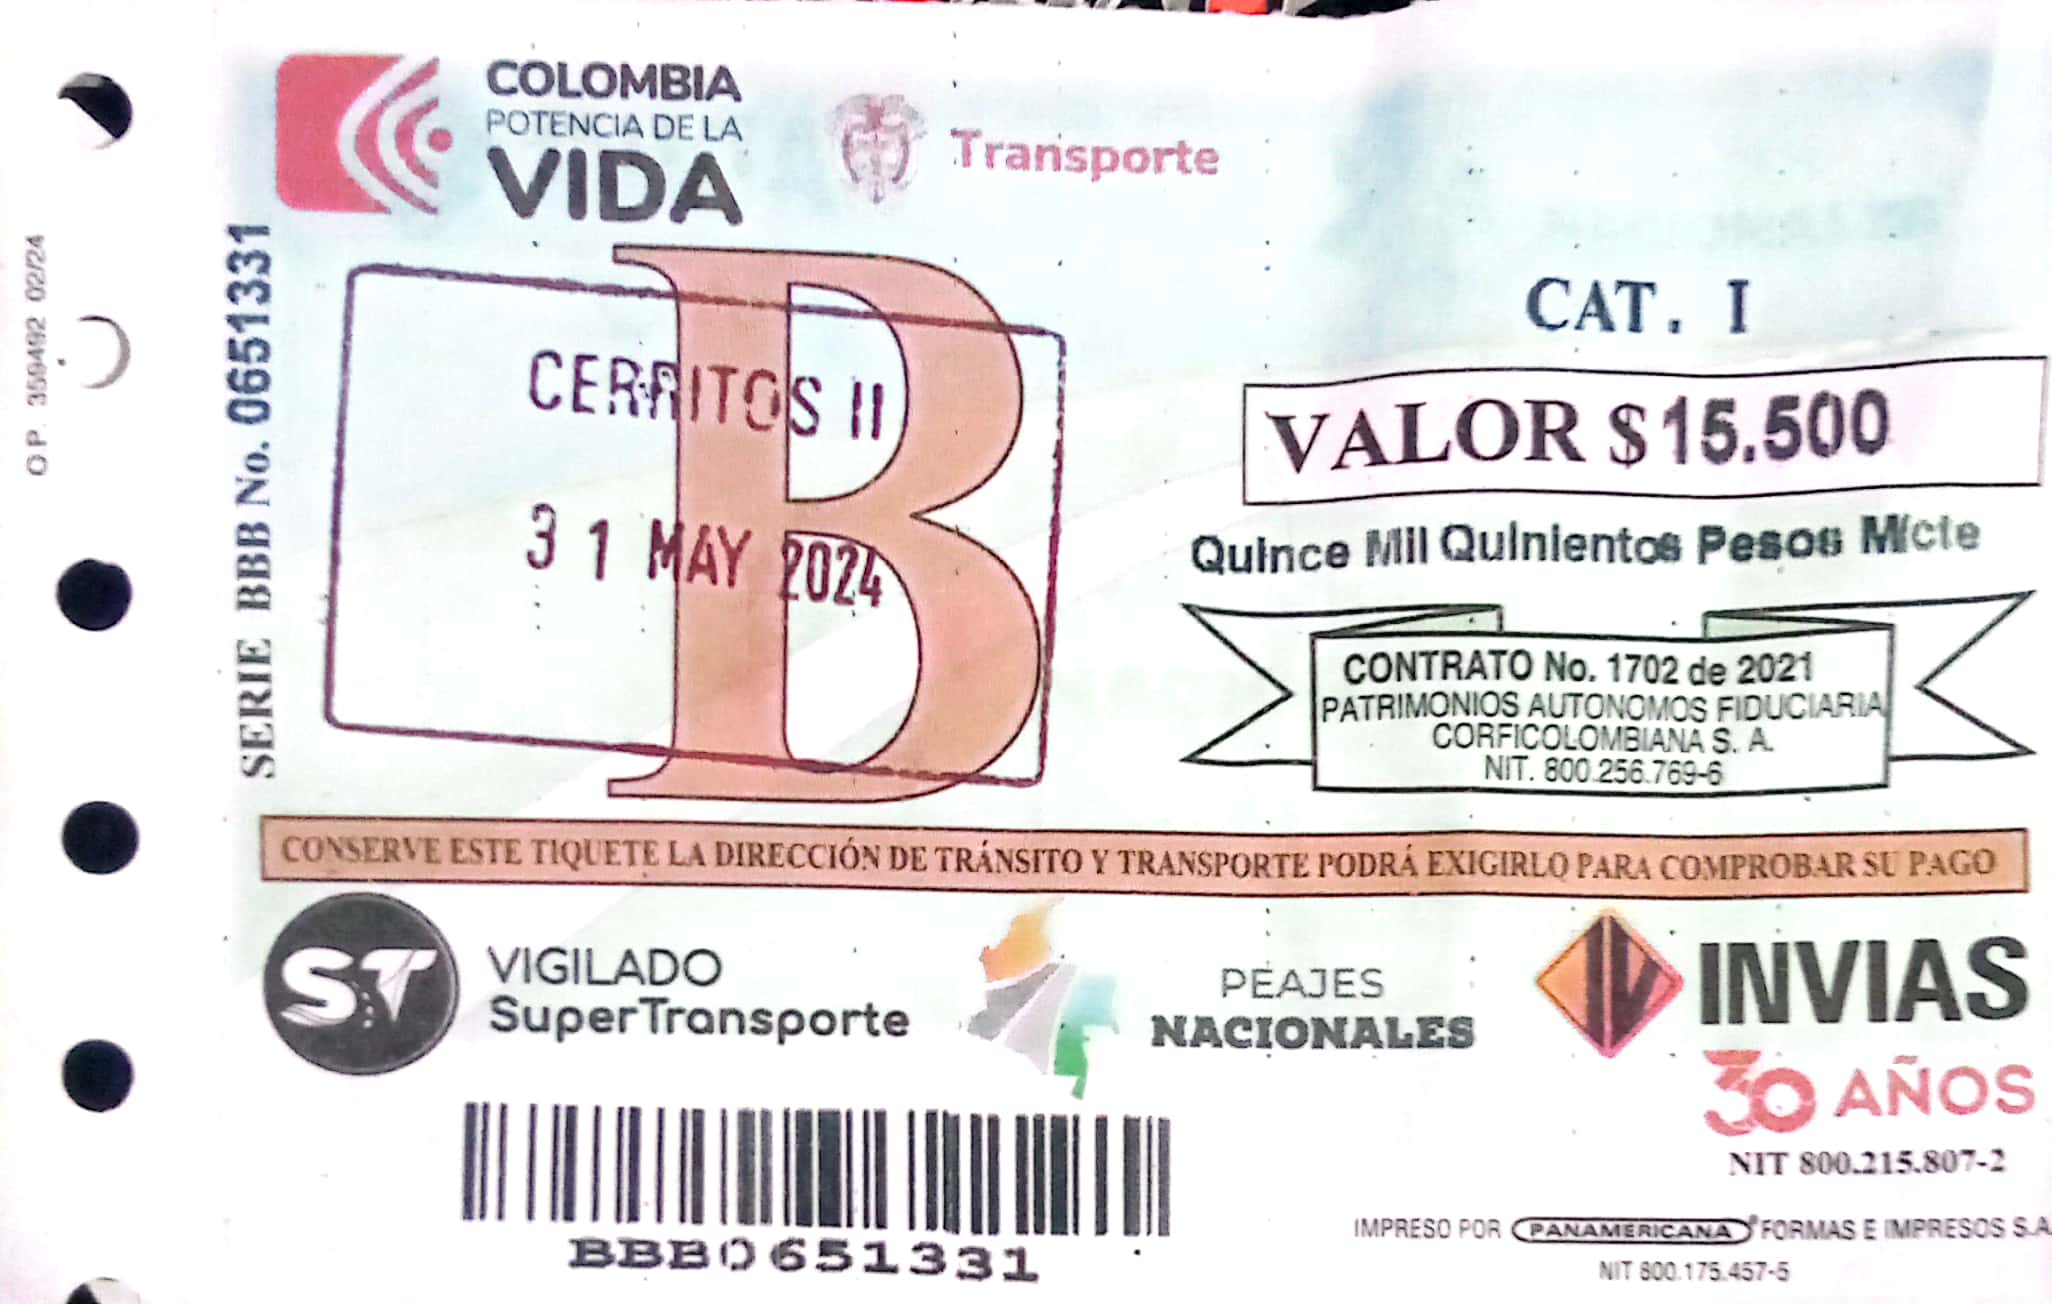 COLOMBIA
POTENCIA DE LA
VIDA
Transporte
O.P. 359492 02/24
SERIE BBB No. 0651331
B
CERRITOS II
31 MAY 2024
CAT. I
VALOR $15.500
Quince Mil Quinientos Pesos M/cte
CONTRATO No. 1702 de 2021
PATRIMONIOS AUTONOMOS FIDUCIARIA
CORFICOLOMBIANA S. A.
NIT. 800.256.769-6
CONSERVE ESTE TIQUETE LA DIRECCIÓN DE TRÁNSITO Y TRANSPORTE PODRÁ EXIGIRLO PARA COMPROBAR SU PAGO
ST
VIGILADO
SuperTransporte
PEAJES
NACIONALES
INVIAS
30 AÑOS
NIT 800.215.807-2
BBB0651331
IMPRESO POR PANAMERICANA FORMAS E IMPRESOS S.A
NIT 800.175.457-5